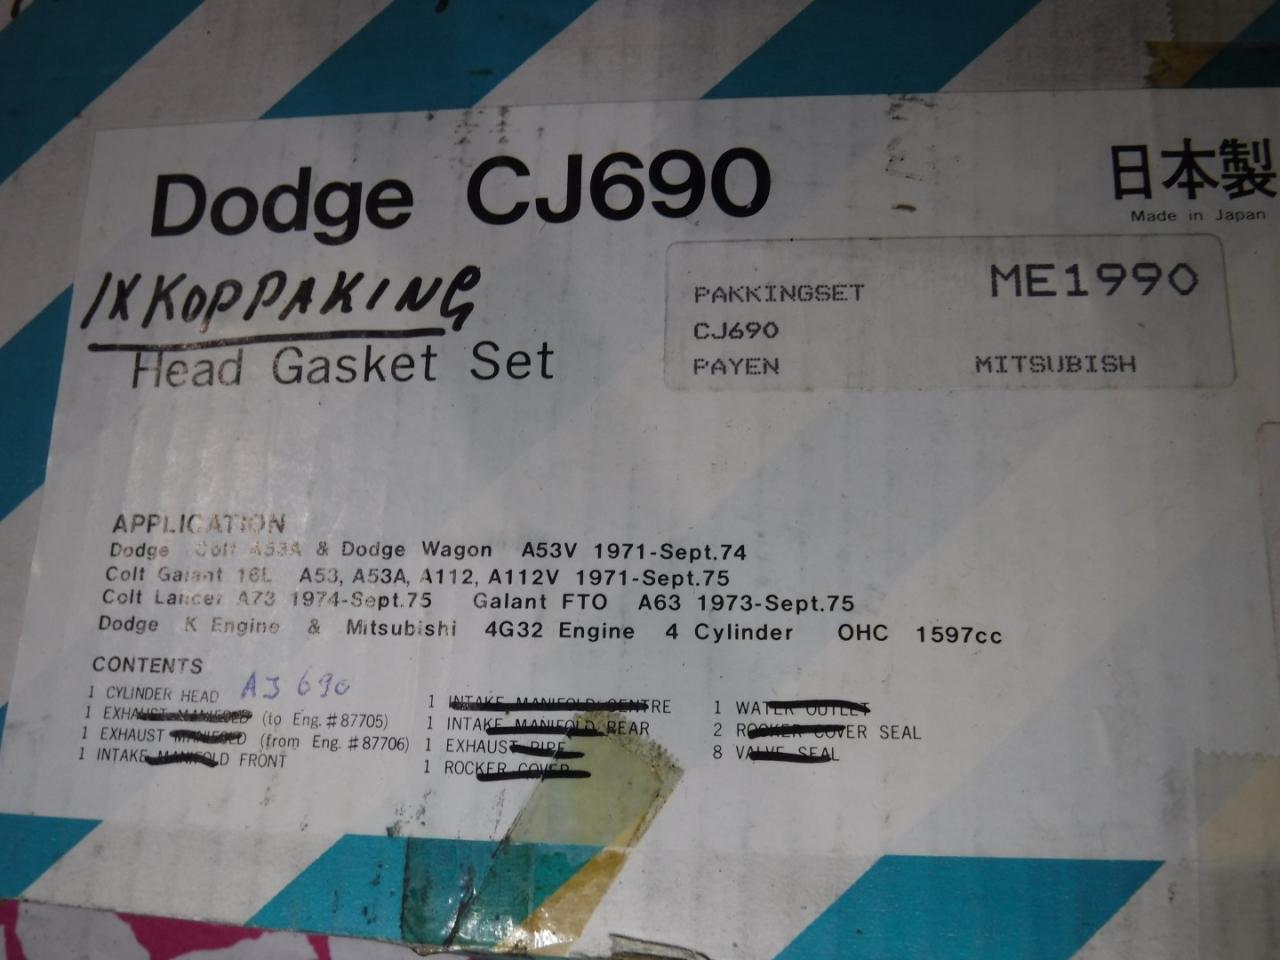 Dodge CJ690
日本製
Made in Japan
1XKOPPAKING
Head Gasket Set
PAKKINGSET ME1990
CJ690
PAYEN MITSUBISH
APPLICATION
Dodge Colt A53A & Dodge Wagon A53V 1971-Sept.74
Colt Galant 16L A53, A53A, A112, A112V 1971-Sept.75
Colt Lancer A73 1974-Sept.75 Galant FTO A63 1973-Sept.75
Dodge K Engine & Mitsubishi 4G32 Engine 4 Cylinder OHC 1597cc
CONTENTS
1 CYLINDER HEAD AJ 690
1 EXHAUST MANIFOLD (to Eng.#87705)
1 EXHAUST MANIFOLD (from Eng.#87706)
1 INTAKE MANIFOLD FRONT
1 INTAKE MANIFOLD CENTRE
1 INTAKE MANIFOLD REAR
1 EXHAUST PIPE
1 ROCKER COVER
1 WATER OUTLET
2 ROCKER COVER SEAL
8 VALVE SEAL